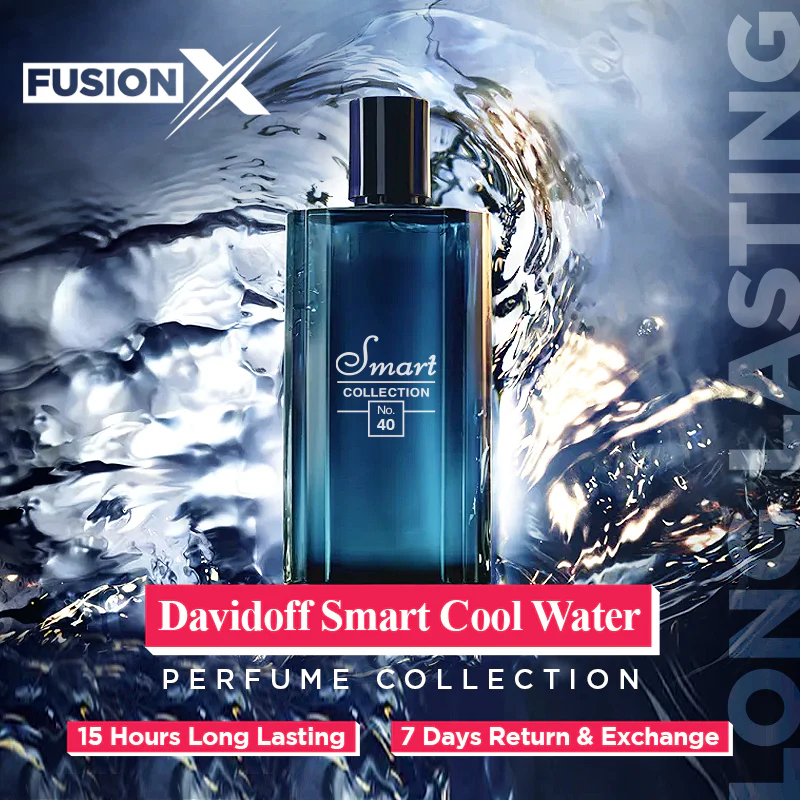 FUSION X
Smart
COLLECTION
No.
40
Davidoff Smart Cool Water
PERFUME COLLECTION
15 Hours Long Lasting
7 Days Return & Exchange
LONG LASTING